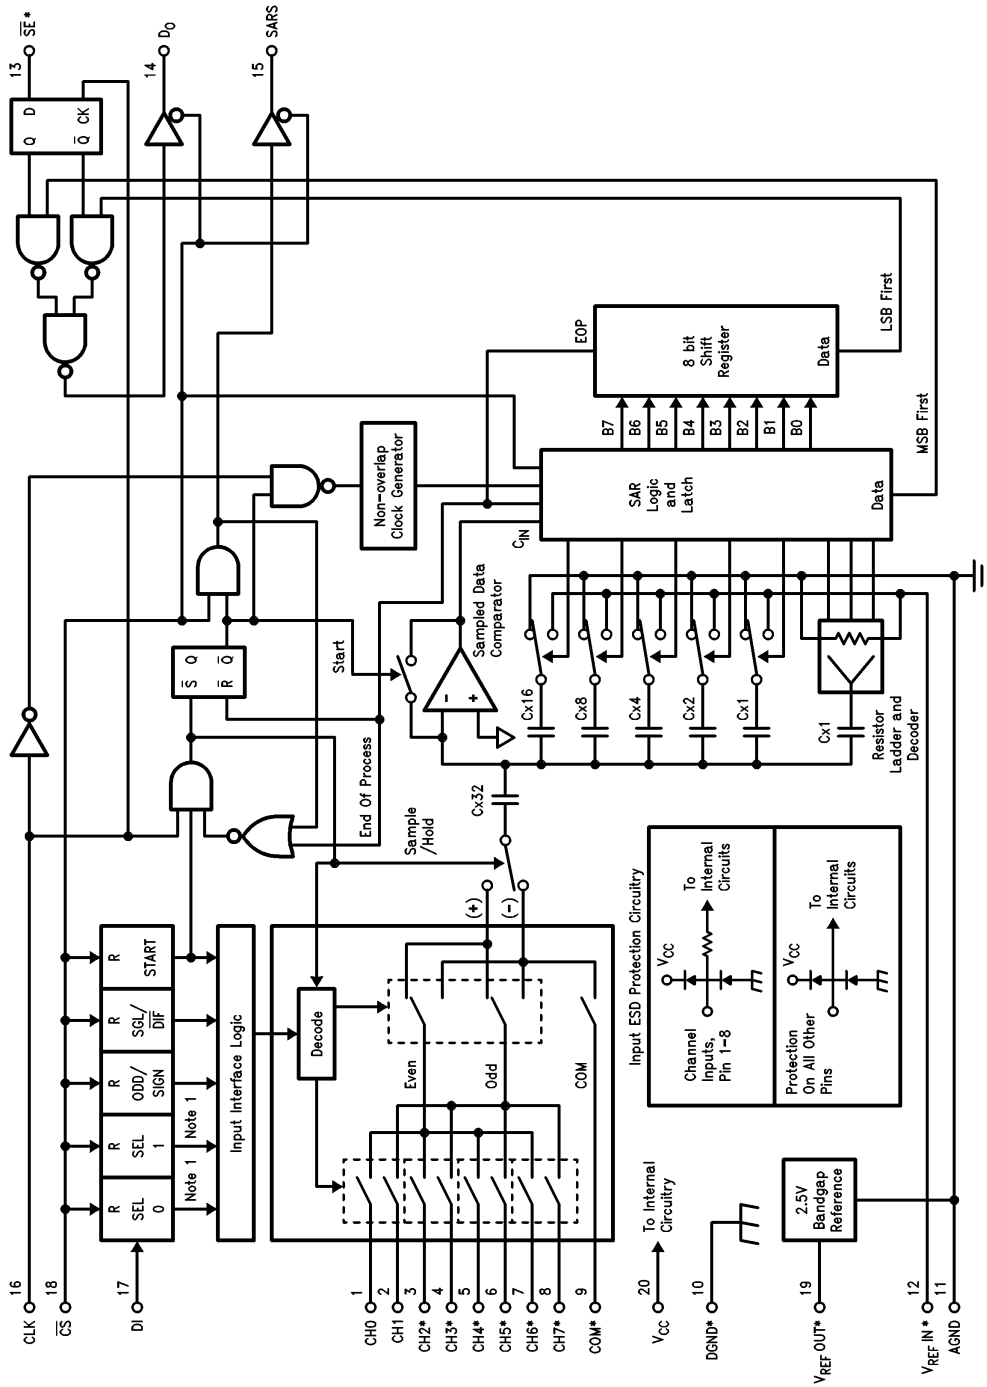 CLK
16
CS
18
DI
17
R
SEL
0
R
SEL
1
R
ODD/
SIGN
R
SGL/
DIF
R
START
Note 1
Note 1
Input Interface Logic
S
Q
R
Q
Q
D
Q
CK
13
SE*
14
DO
15
SARS
CH0
1
CH1
2
CH2*
3
CH3*
4
CH4*
5
CH5*
6
CH6*
7
CH7*
8
COM*
9
Decode
Even
Odd
COM
(+)
(-)
End Of Process
Sample
/Hold
Start
Non-overlap
Clock Generator
Sampled Data
Comparator
-
+
CIN
SAR
Logic
and
Latch
Data
B7
B6
B5
B4
B3
B2
B1
B0
EOP
8 bit
Shift
Register
Data
LSB First
MSB First
Cx32
Cx16
Cx8
Cx4
Cx2
Cx1
Cx1
Resistor
Ladder and
Decoder
VCC
20
To Internal
Circuitry
DGND*
10
VREF OUT*
19
2.5V
Bandgap
Reference
VREF IN*
12
AGND
11
Input ESD Protection Circuitry
Channel
Inputs,
Pin 1-8
VCC
To
Internal
Circuits
Protection
On All Other
Pins
VCC
To
Internal
Circuits